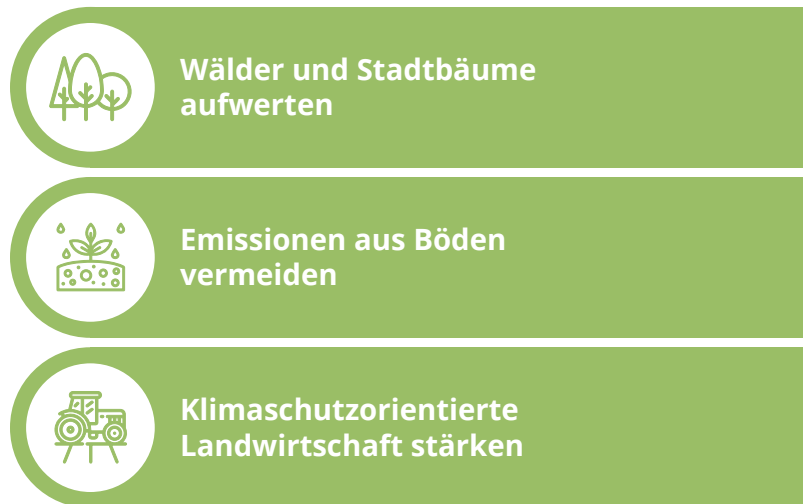 Wälder und Stadtbäume
aufwerten
Emissionen aus Böden
vermeiden
Klimaschutzorientierte
Landwirtschaft stärken